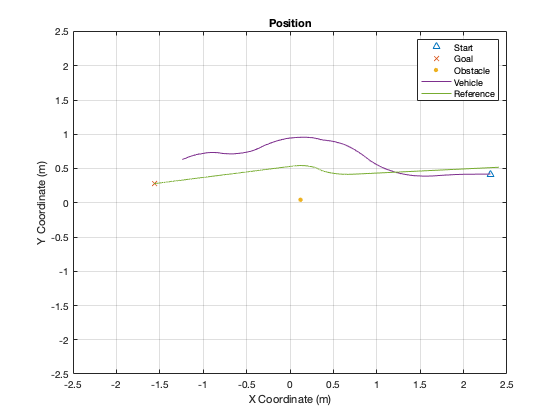 Position
2.5
2
1.5
1
0.5
0
-0.5
-1
-1.5
-2
-2.5
Y Coordinate (m)
Start
Goal
Obstacle
Vehicle
Reference
-2.5 -2 -1.5 -1 -0.5 0 0.5 1 1.5 2 2.5
X Coordinate (m)